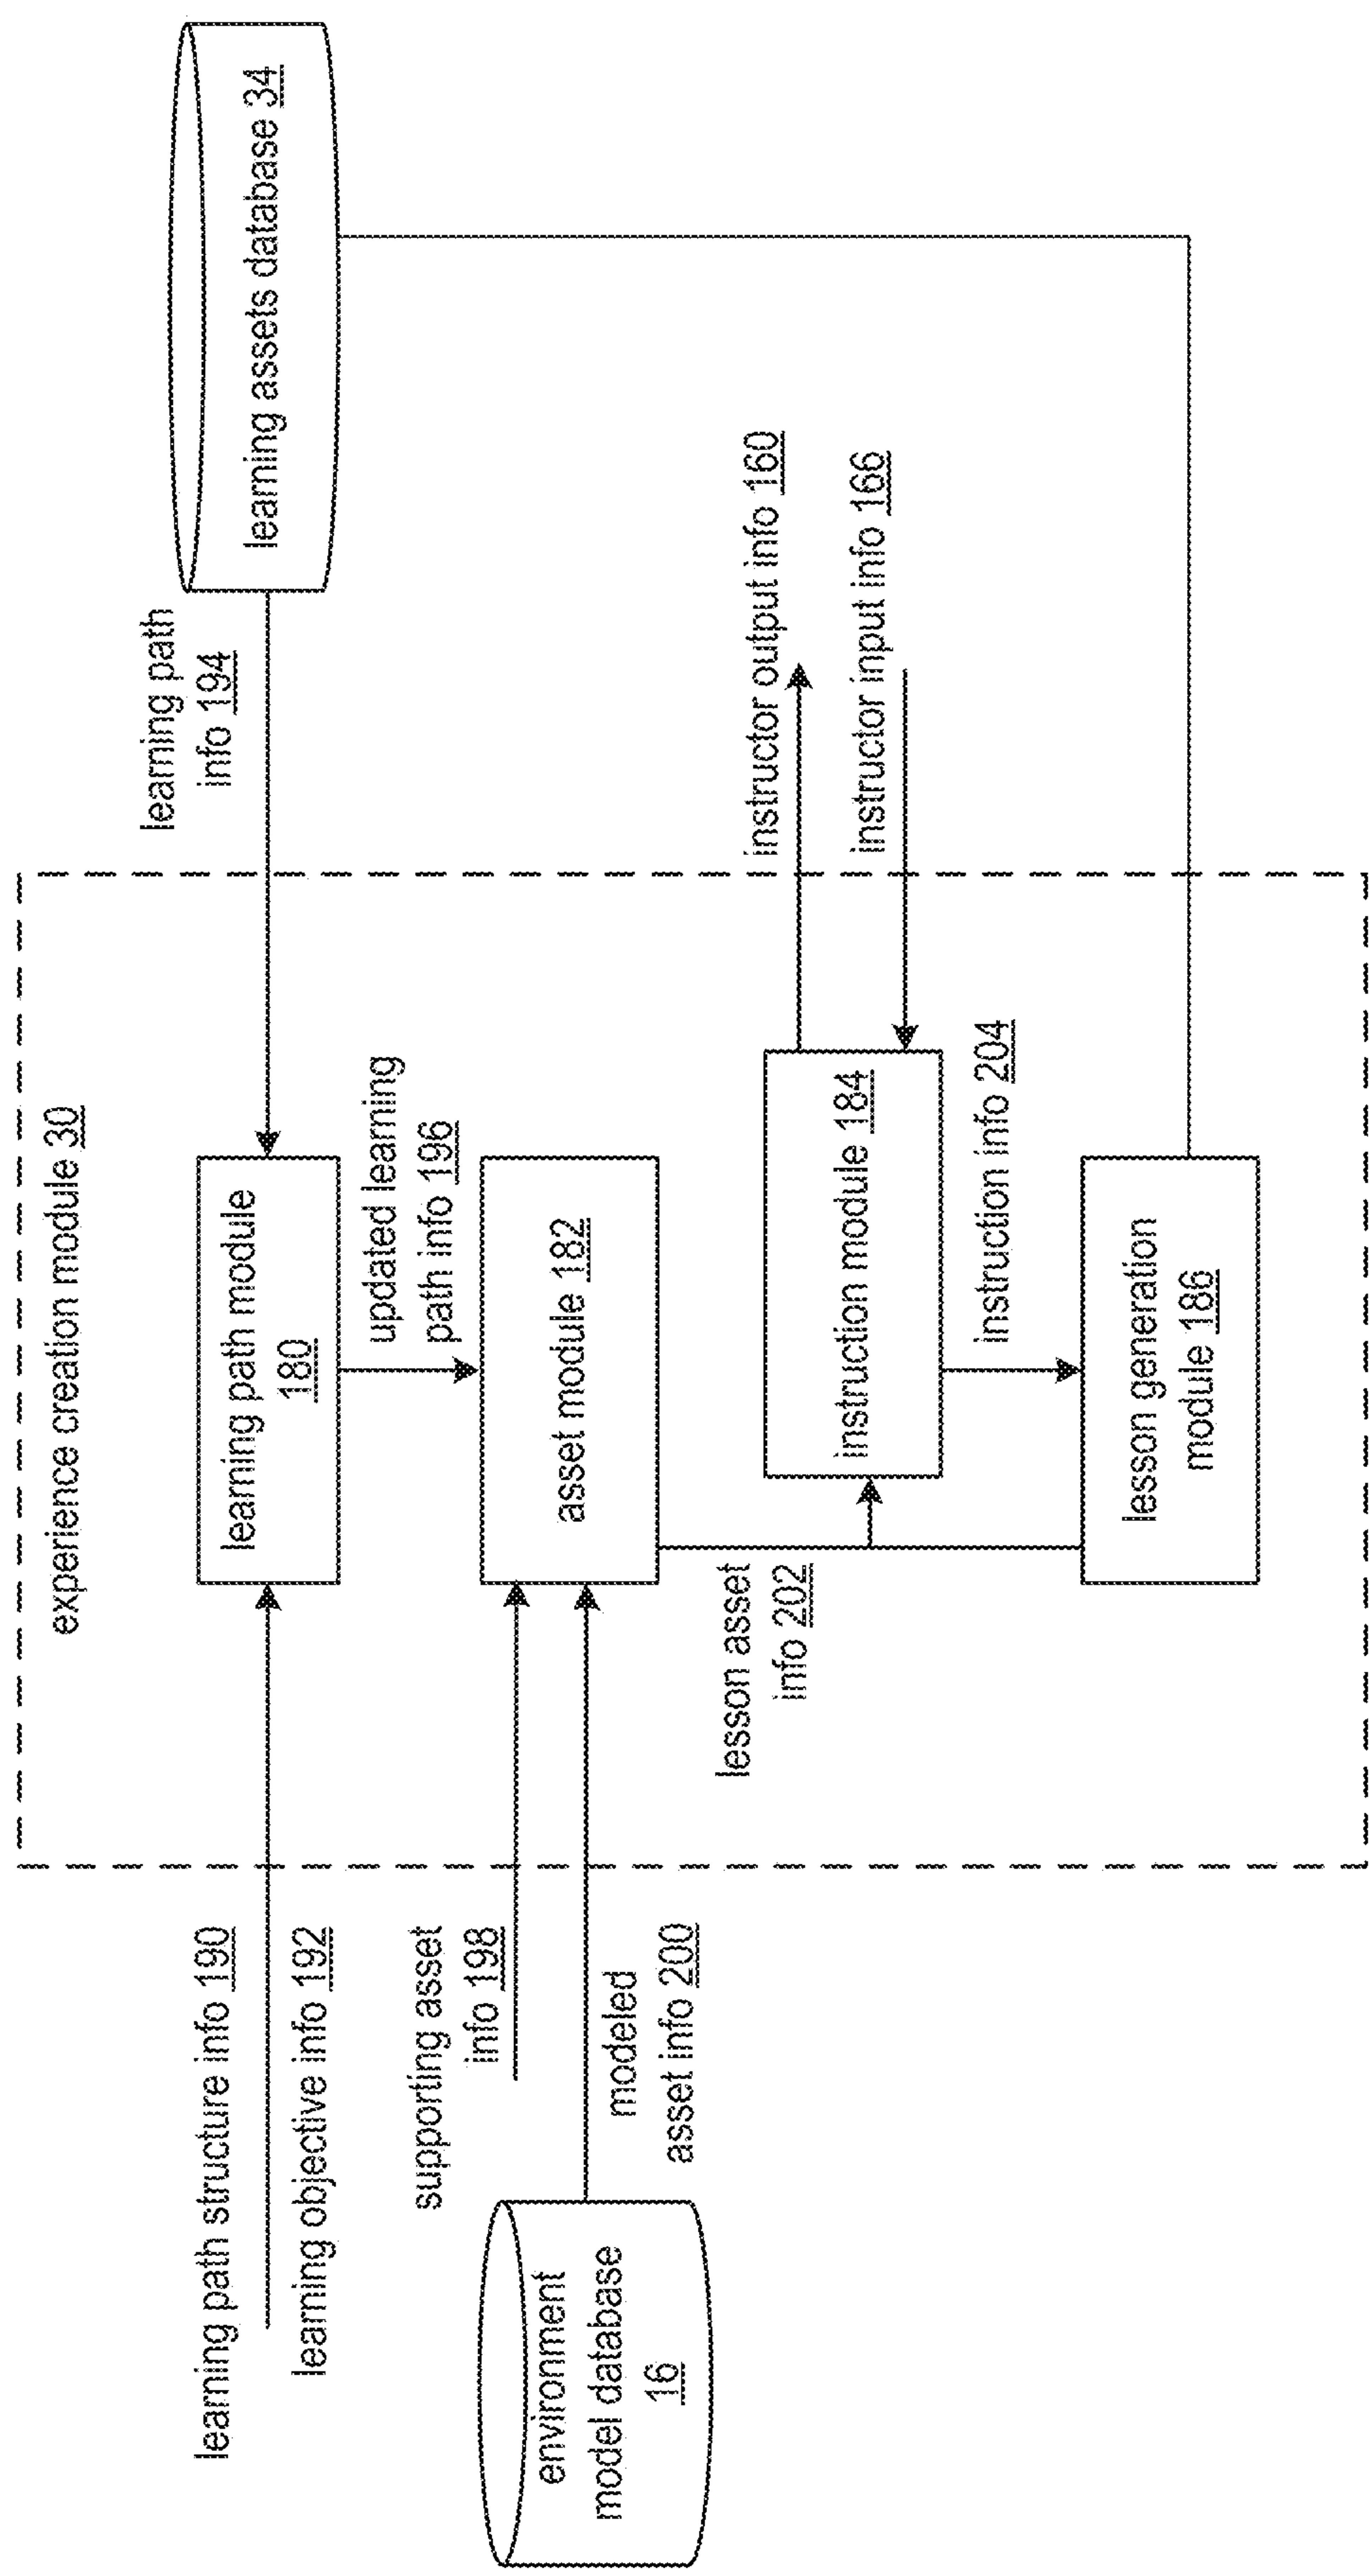 experience creation module 30
learning path structure info 190
learning objective info 192
learning path module
180
learning path
info 194
learning assets database 34
updated learning
path info 196
supporting asset
info 198
asset module 182
environment
model database
16
modeled
asset info 200
lesson asset
info 202
instruction module 184
instructor output info 160
instructor input info 166
instruction info 204
lesson generation
module 186